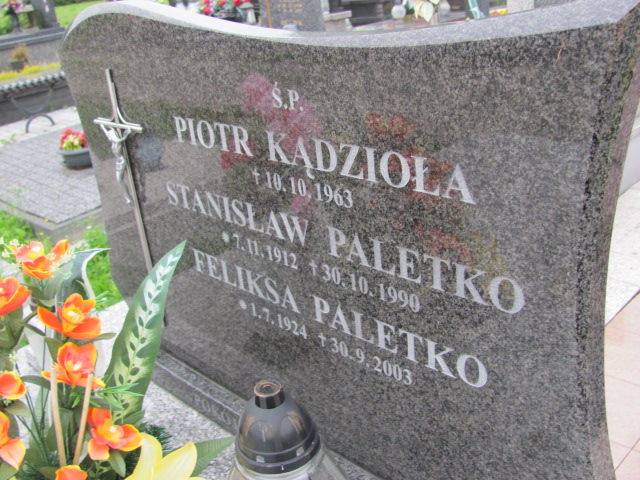 Ś.P.
PIOTR KĄDZIOŁA
† 10.10.1963
STANISŁAW PALETKO
* 7.11.1912 † 30.10.1990
FELIKSA PALETKO
* 1.7.1924 † 30.9.2003